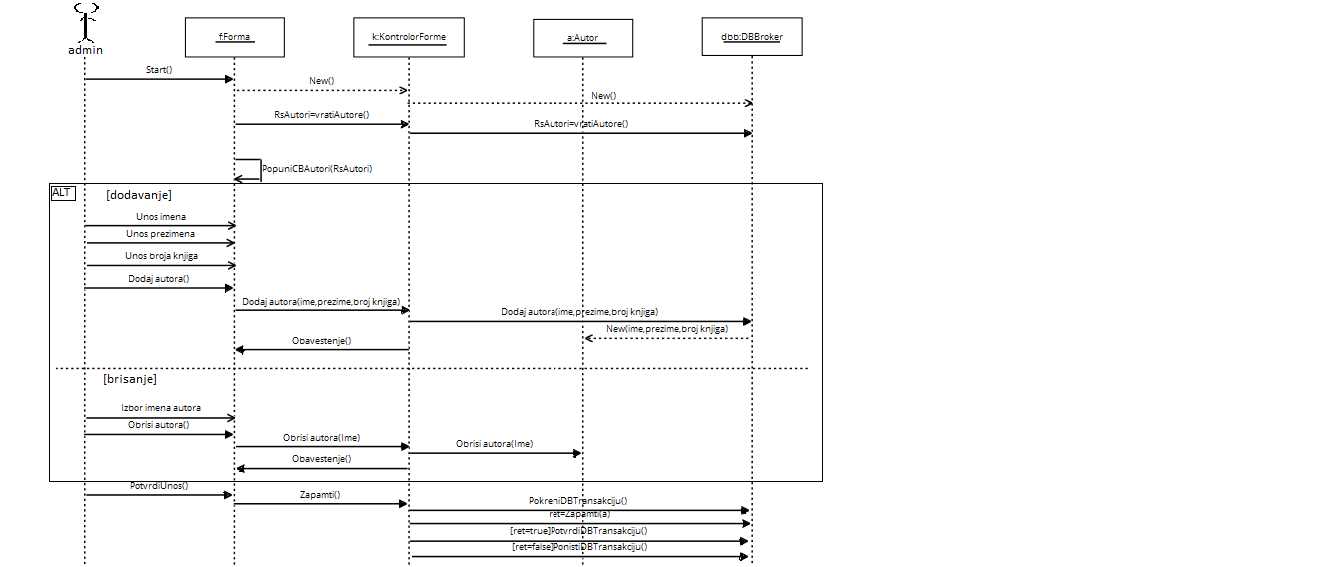 admin
f:Forma
k:KontrolorForme
a:Autor
dbb:DBBroker
Start()
New()
New()
RsAutori=vratiAutore()
RsAutori=vratiAutore()
PopuniCBAutori(RsAutori)
ALT
[dodavanje]
Unos imena
Unos prezimena
Unos broja knjiga
Dodaj autora()
Dodaj autora(ime,prezime,broj knjiga)
Dodaj autora(ime,prezime,broj knjiga)
New(ime,prezime,broj knjiga)
Obavestenje()
[brisanje]
Izbor imena autora
Obrisi autora()
Obrisi autora(Ime)
Obrisi autora(Ime)
Obavestenje()
PotvrdiUnos()
Zapamti()
PokreniDBTransakciju()
ret=Zapamti(a)
[ret=true]PotvrdiDBTransakciju()
[ret=false]PonistiDBTransakciju()